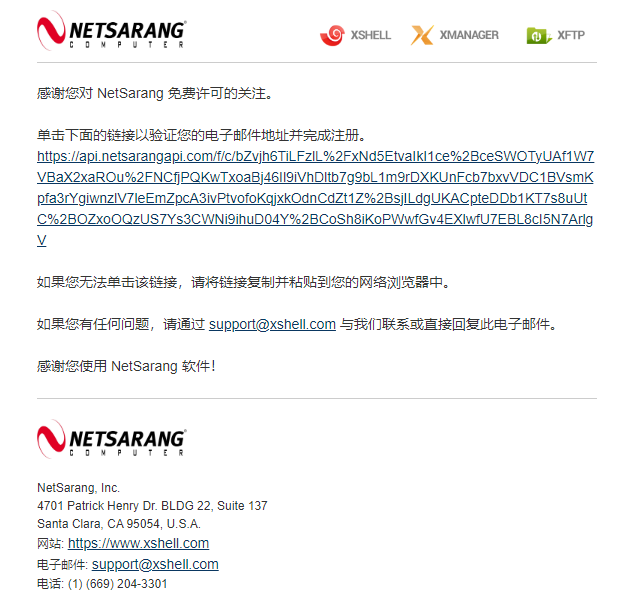 NETSARANG
COMPUTER
XSHELL XMANAGER XFTP
感谢您对 NetSarang 免费许可的关注。
单击下面的链接以验证您的电子邮件地址并完成注册。
https://api.netsarangapi.com/f/c/bZvjh6TiLFzlL%2FxNd5EtvaIkI1ce%2BceSWOTyUAf1W7
VBaX2xaROu%2FNCfjPQKwTxoaBj46II9iVhDltb7g9bL1m9rDXKUnFcb7bxvVDC1BVsmK
pfa3rYgiwnzlV7IeEmZpcA3ivPtvofoKqjxkOdnCdZt1Z%2BsjILdgUKACpteDDb1KT7s8uUt
C%2BOZxoOQzUS7Ys3CWNi9ihuD04Y%2BCoSh8iKoPWwfGv4EXlwfU7EBL8cI5N7Arlg
V
如果您无法单击该链接，请将链接复制并粘贴到您的网络浏览器中。
如果您有任何问题，请通过 support@xshell.com 与我们联系或直接回复此电子邮件。
感谢您使用 NetSarang 软件！
NETSARANG
COMPUTER
NetSarang, Inc.
4701 Patrick Henry Dr. BLDG 22, Suite 137
Santa Clara, CA 95054, U.S.A.
网站: https://www.xshell.com
电子邮件: support@xshell.com
电话: (1) (669) 204-3301